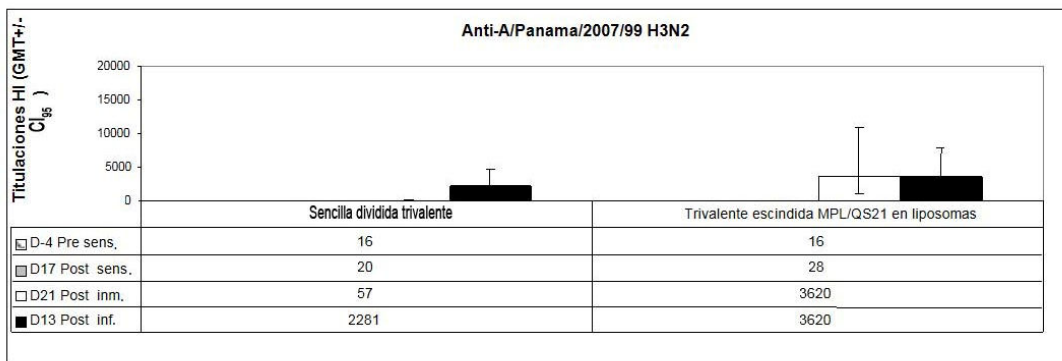 Anti-A/Panama/2007/99 H3N2
Titulaciones HI (GMT+/-
CI95 )
20000
15000
10000
5000
0
Sencilla dividida trivalente Trivalente escindida MPL/QS21 en liposomas
D-4 Pre sens. 16 16
D17 Post sens. 20 28
D21 Post inm. 57 3620
D13 Post inf. 2281 3620